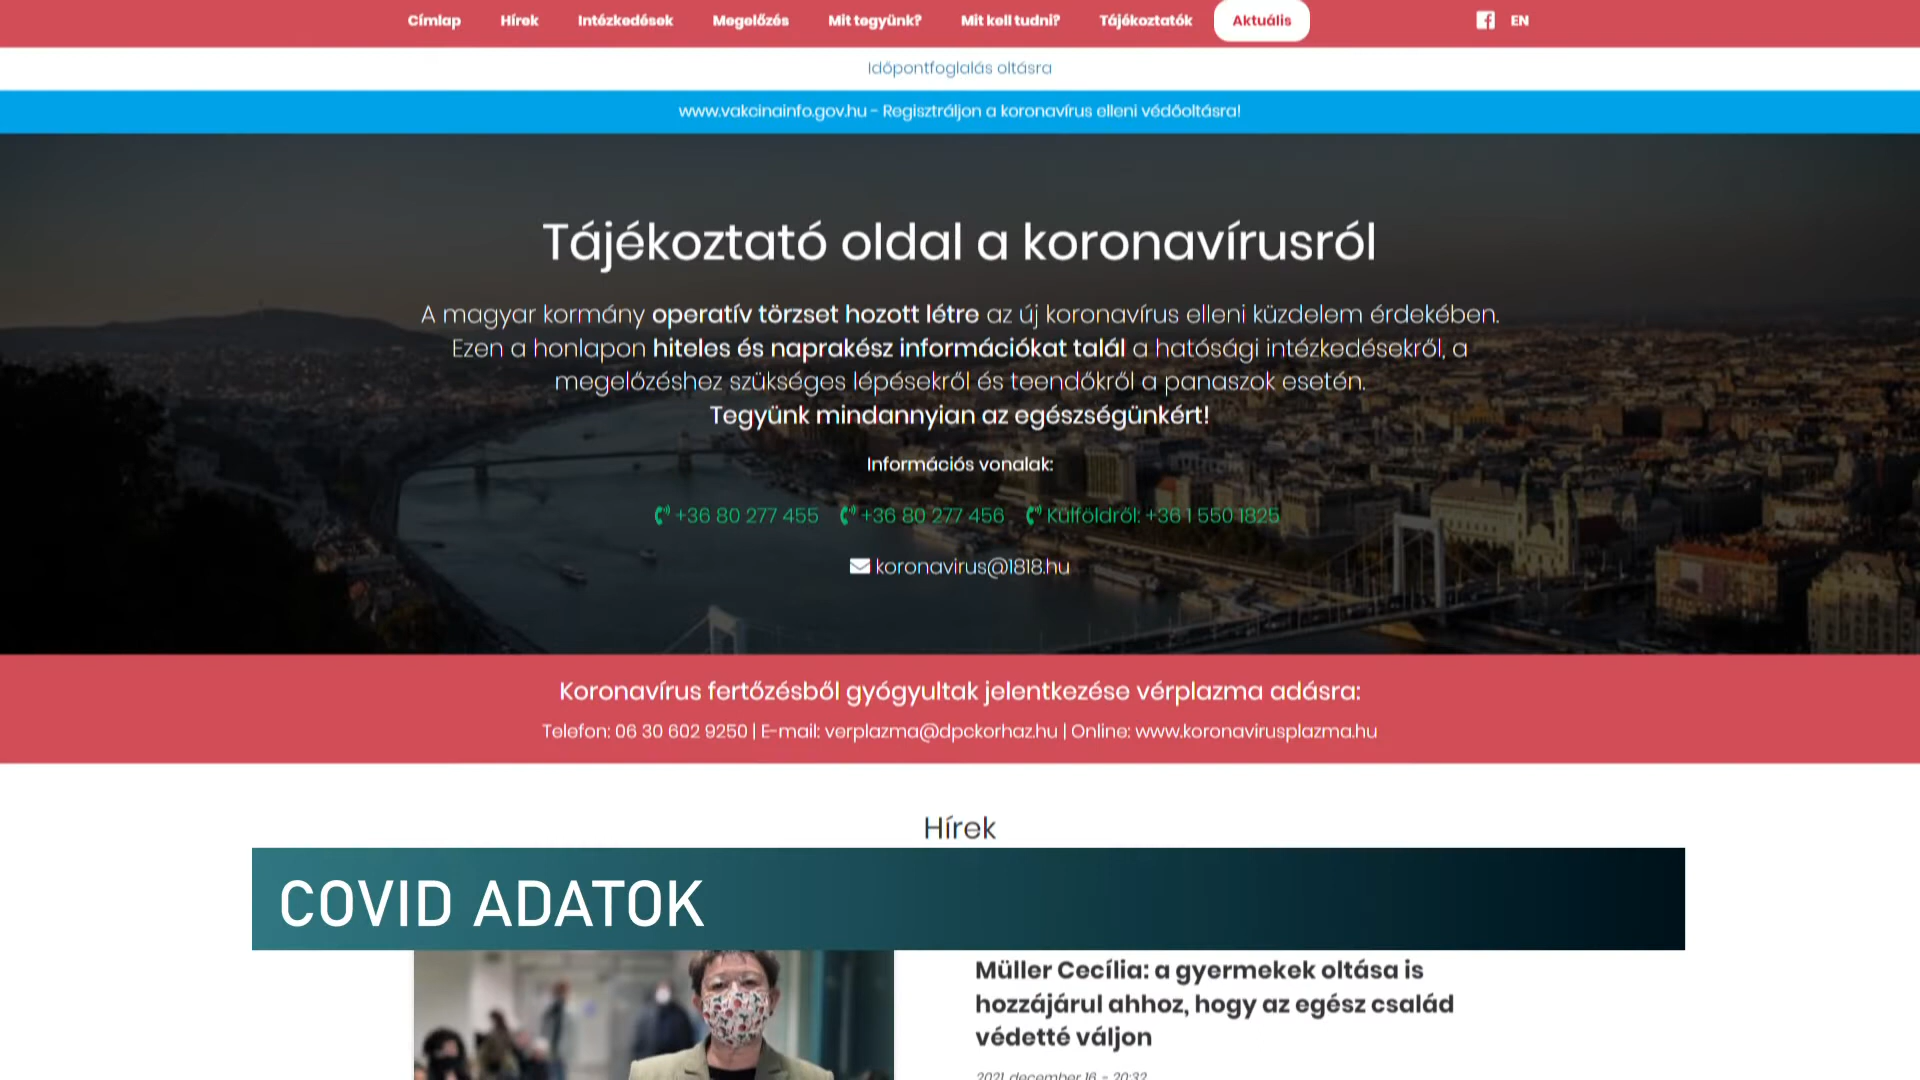 Címlap Hírek Intézkedések Megelőzés Mit tegyünk? Mit kell tudni? Tájékoztatók Aktuális EN
Időpontfoglalás oltásra
www.vakcinainfo.gov.hu - Regisztráljon a koronavírus elleni védőoltásra!
Tájékoztató oldal a koronavírusról
A magyar kormány operatív törzset hozott létre az új koronavírus elleni küzdelem érdekében.
Ezen a honlapon hiteles és naprakész információkat talál a hatósági intézkedésekről, a
megelőzéshez szükséges lépésekről és teendőkről a panaszok esetén.
Tegyünk mindannyian az egészségünkért!
Információs vonalak:
+36 80 277 455 +36 80 277 456 Külföldről: +36 1 550 1825
koronavirus@1818.hu
Koronavírus fertőzésből gyógyultak jelentkezése vérplazma adásra:
Telefon: 06 30 602 9250 | E-mail: verplazma@dpckorhaz.hu | Online: www.koronavirusplazma.hu
Hírek
COVID ADATOK
Müller Cecília: a gyermekek oltása is
hozzájárul ahhoz, hogy az egész család
védetté váljon
2021. december 16. - 20:32